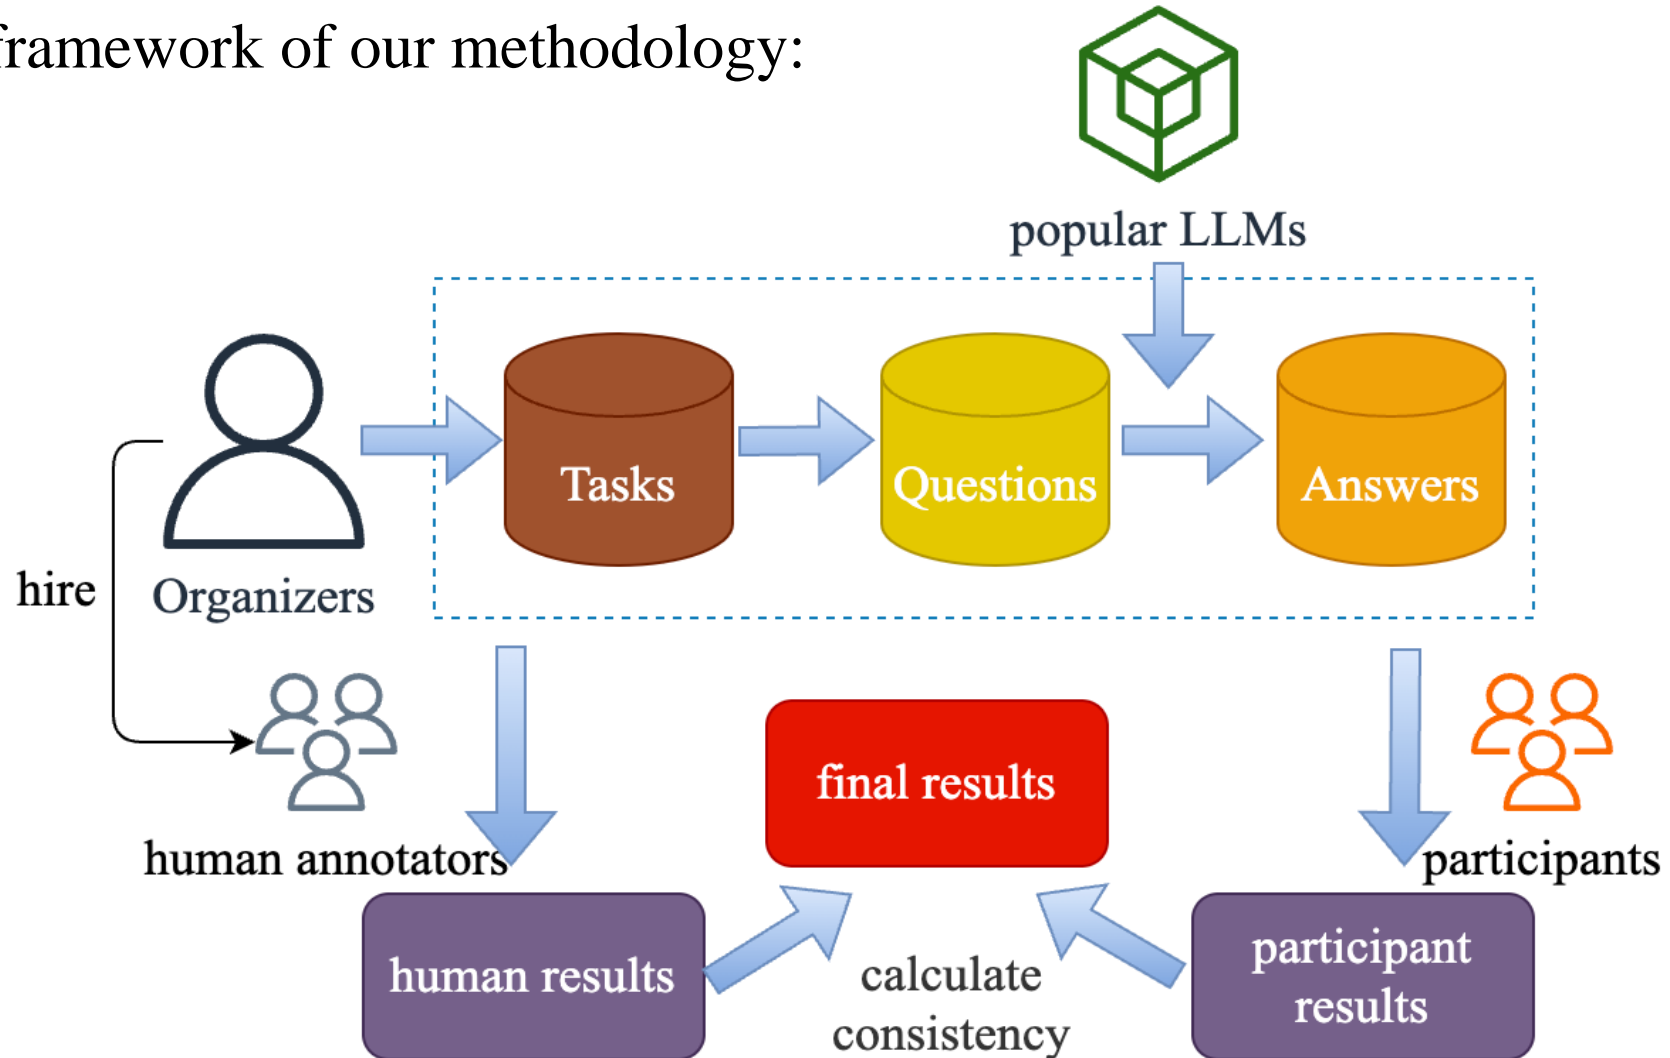 framework of our methodology:
popular LLMs
Tasks
Questions
Answers
hire
Organizers
final results
human annotators
participants
human results
calculate
consistency
participant
results